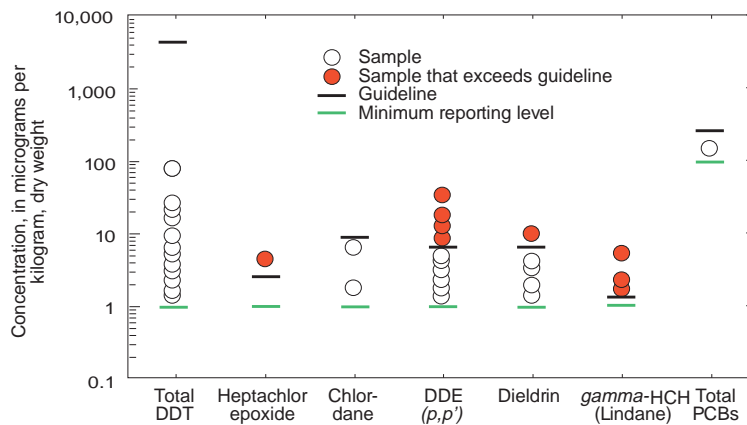 Concentration, in micrograms per
kilogram, dry weight
10,000
1,000
100
10
1
0.1
Sample
Sample that exceeds guideline
Guideline
Minimum reporting level
Total
DDT
Heptachlor
epoxide
Chlor-
dane
DDE
(p,p')
Dieldrin
gamma-HCH
(Lindane)
Total
PCBs